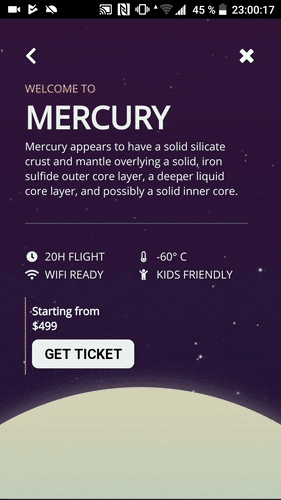 45 % 23:00:17
WELCOME TO
MERCURY
Mercury appears to have a solid silicate
crust and mantle overlying a solid, iron
sulfide outer core layer, a deeper liquid
core layer, and possibly a solid inner core.
20H FLIGHT -60° C
WIFI READY KIDS FRIENDLY
Starting from
$499
GET TICKET